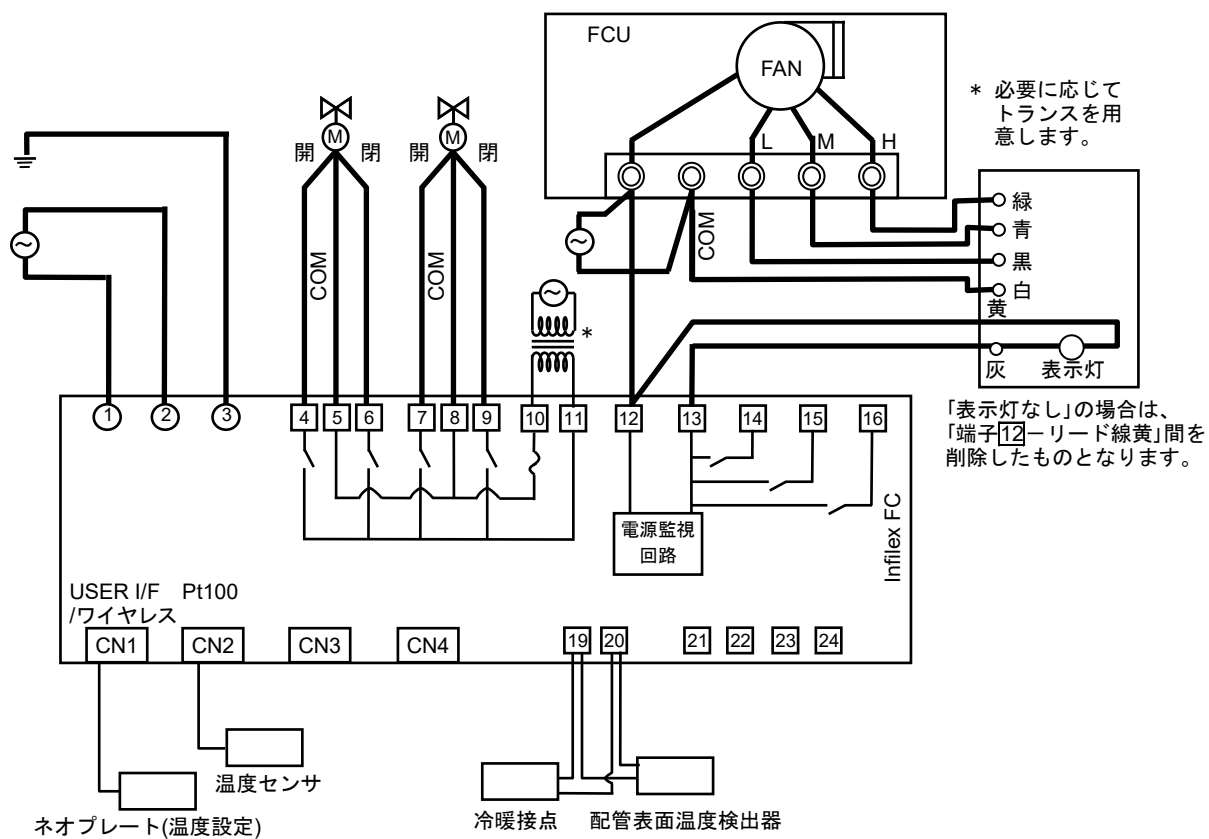 FCU
FAN
L M H
* 必要に応じて
トランスを用
意します。
M
M
開 閉 開 閉
COM
COM
COM
緑
青
黒
白
黄
灰 表示灯
*
「表示灯なし」の場合は、
「端子12-リード線黄」間を
削除したものとなります。
1 2 3 4 5 6 7 8 9 10 11 12 13 14 15 16
電源監視
回路
Infilex FC
USER I/F Pt100
/ワイヤレス
CN1 CN2 CN3 CN4 19 20 21 22 23 24
温度センサ
ネオプレート(温度設定)
冷暖接点 配管表面温度検出器